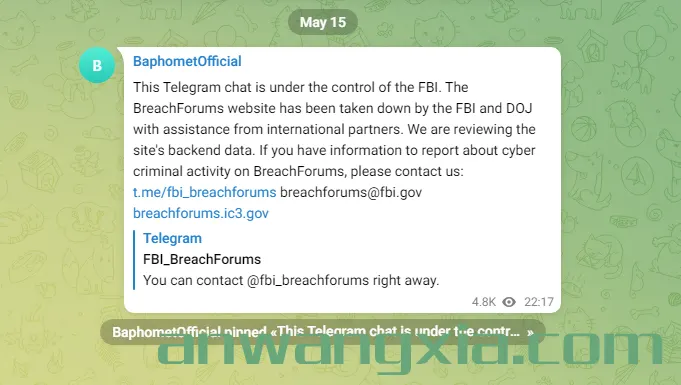 May 15
B
BaphometOfficial
This Telegram chat is under the control of the FBI. The
BreachForums website has been taken down by the FBI and DOJ
with assistance from international partners. We are reviewing the
site's backend data. If you have information to report about cyber
criminal activity on BreachForums, please contact us:
t.me/fbi_breachforums breachforums@fbi.gov
breachforums.ic3.gov
Telegram
FBI_BreachForums
You can contact @fbi_breachforums right away.
4.8K 22:17
BaphometOfficial pinned «This Telegram chat is under the contr... »
anwangxia.com